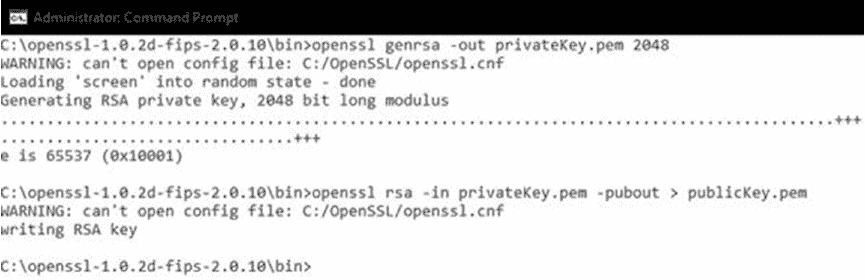 Administrator: Command Prompt
C:\openssl-1.0.2d-fips-2.0.10\bin>openssl genrsa -out privateKey.pem 2048
WARNING: can't open config file: C:/OpenSSL/openssl.cnf
Loading 'screen' into random state - done
Generating RSA private key, 2048 bit long modulus
..........................................................................................+++
................................+++
e is 65537 (0x10001)
C:\openssl-1.0.2d-fips-2.0.10\bin>openssl rsa -in privateKey.pem -pubout > publicKey.pem
WARNING: can't open config file: C:/OpenSSL/openssl.cnf
writing RSA key
C:\openssl-1.0.2d-fips-2.0.10\bin>